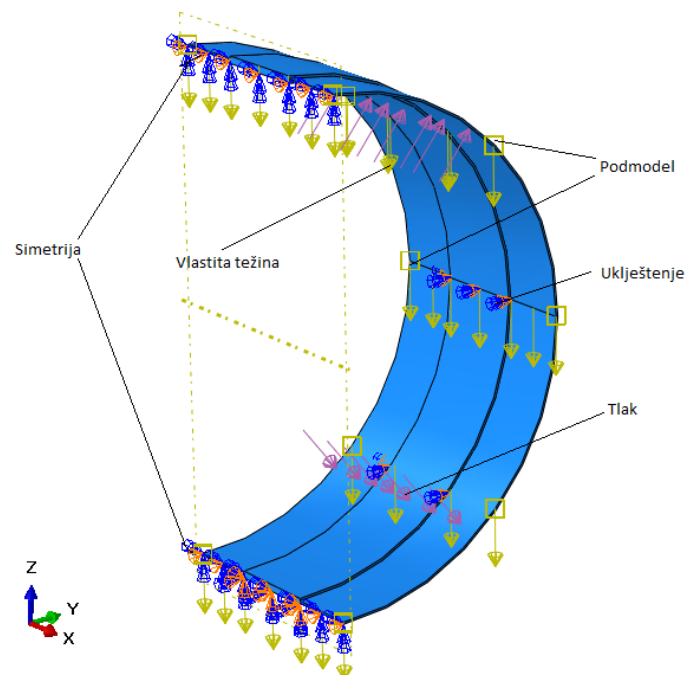 Podmodel
Simetrija
Vlastita težina
Uklještenje
Tlak
Z
Y
X